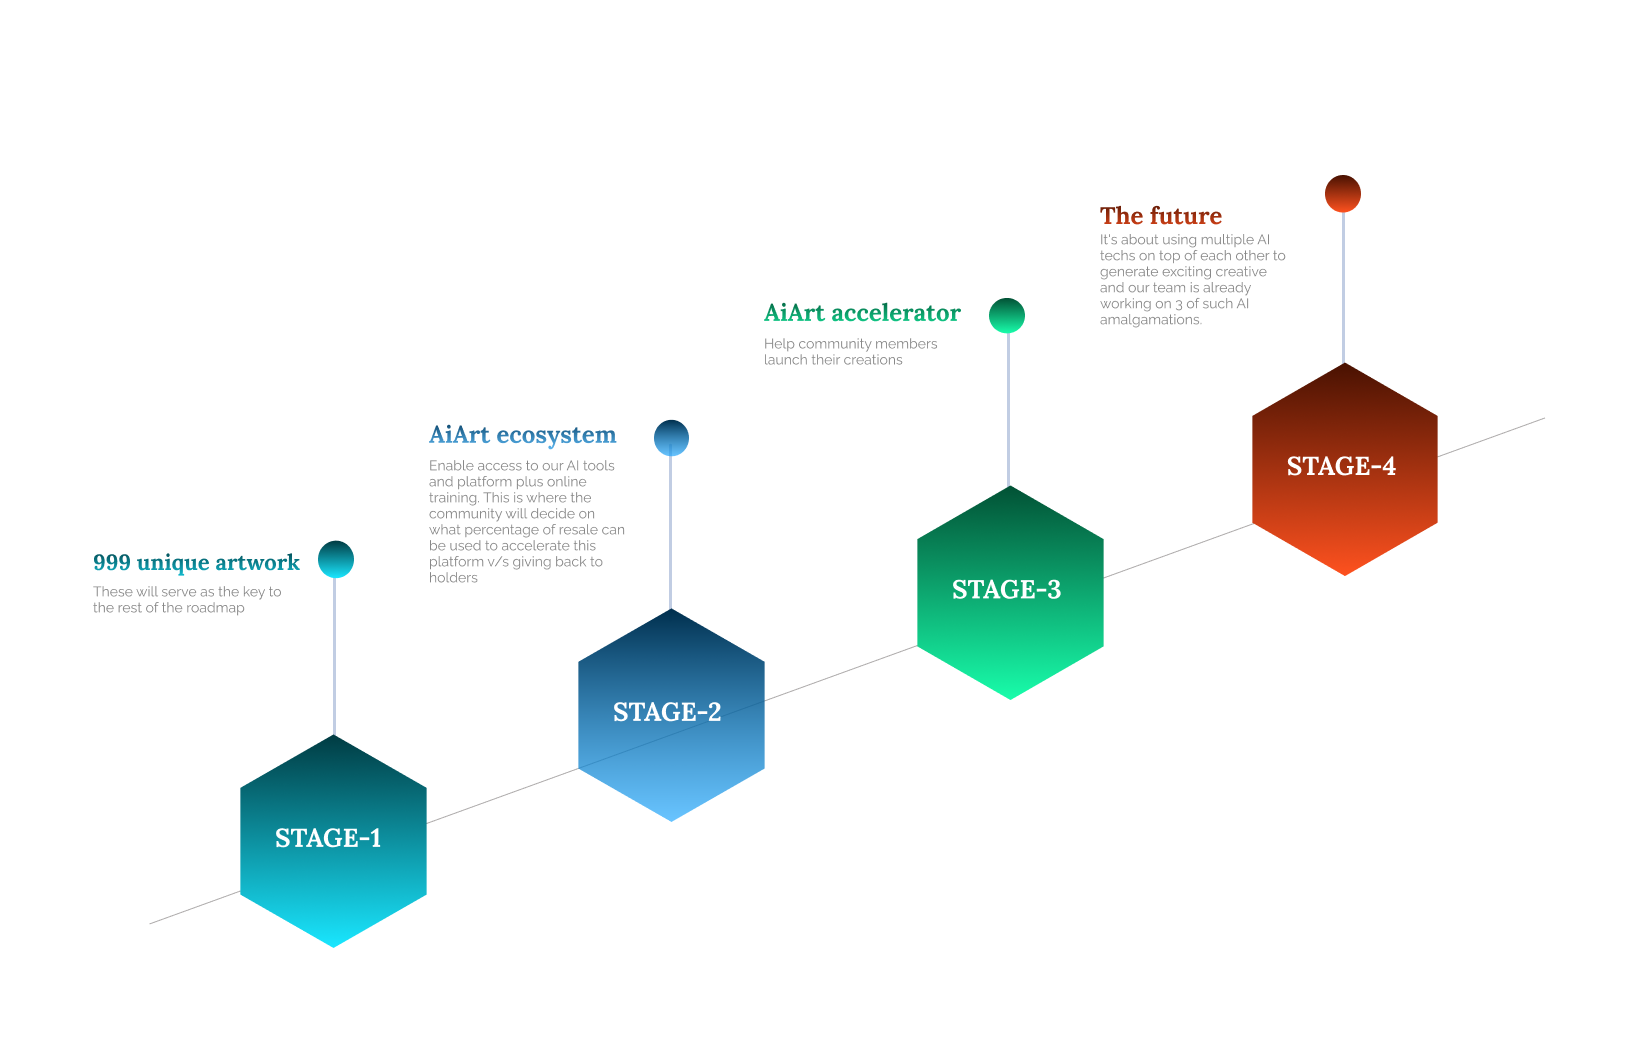 999 unique artwork
These will serve as the key to
the rest of the roadmap
STAGE-1
AiArt ecosystem
Enable access to our AI tools
and platform plus online
training. This is where the
community will decide on
what percentage of resale can
be used to accelerate this
platform v/s giving back to
holders
STAGE-2
AiArt accelerator
Help community members
launch their creations
STAGE-3
The future
It's about using multiple AI
techs on top of each other to
generate exciting creative
and our team is already
working on 3 of such AI
amalgamations.
STAGE-4